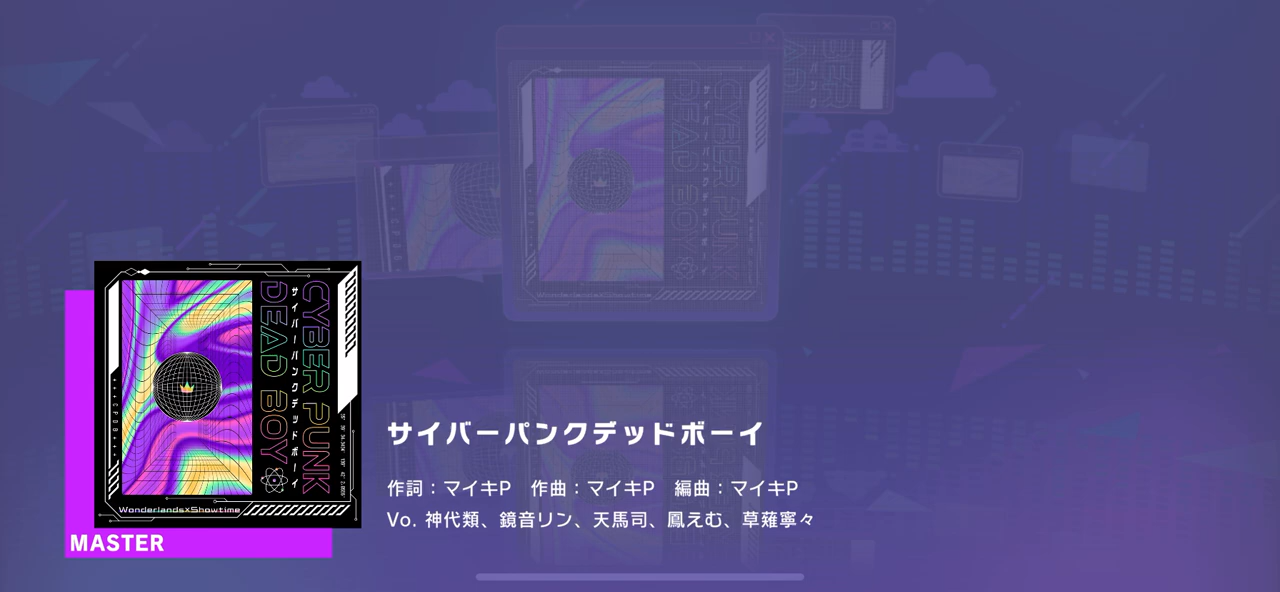 CYBER PUNK
サイバーパンクデッドボーイ
DEAD BOY
Wonderlands×Showtime
MASTER
サイバーパンクデッドボーイ
作詞：マイキP　作曲：マイキP　編曲：マイキP
Vo. 神代類、鏡音リン、天馬司、鳳えむ、草薙寧々